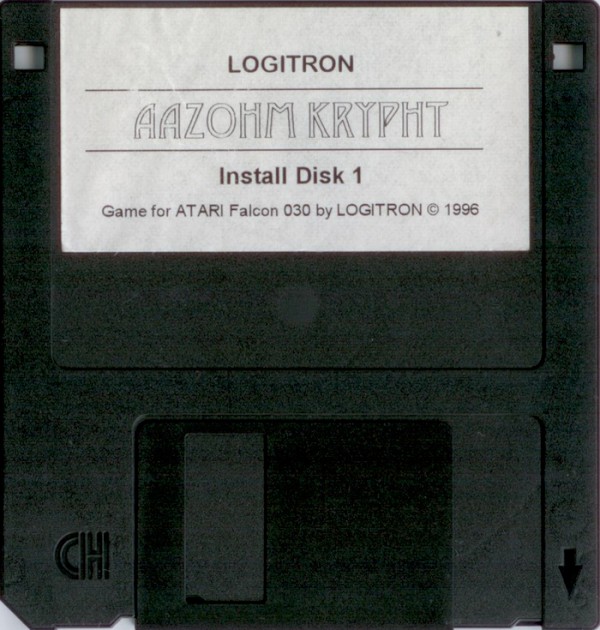 LOGITRON
AAZOHM KRYPHT
Install Disk 1
Game for ATARI Falcon 030 by LOGITRON © 1996
CH